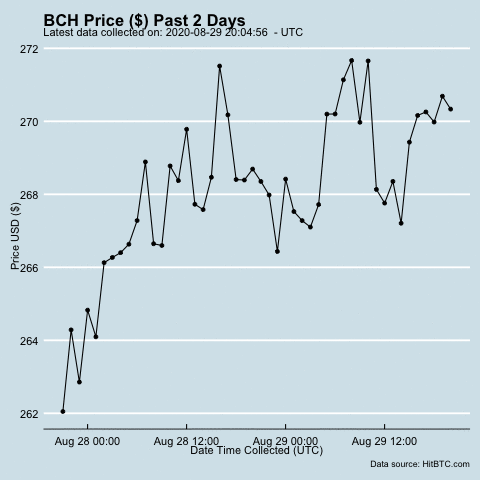 BCH Price ($) Past 2 Days
Latest data collected on: 2020-08-29 20:04:56 - UTC
272
270
268
266
264
262
Price USD ($)
Aug 28 00:00 Aug 28 12:00 Aug 29 00:00 Aug 29 12:00
Date Time Collected (UTC)
Data source: HitBTC.com